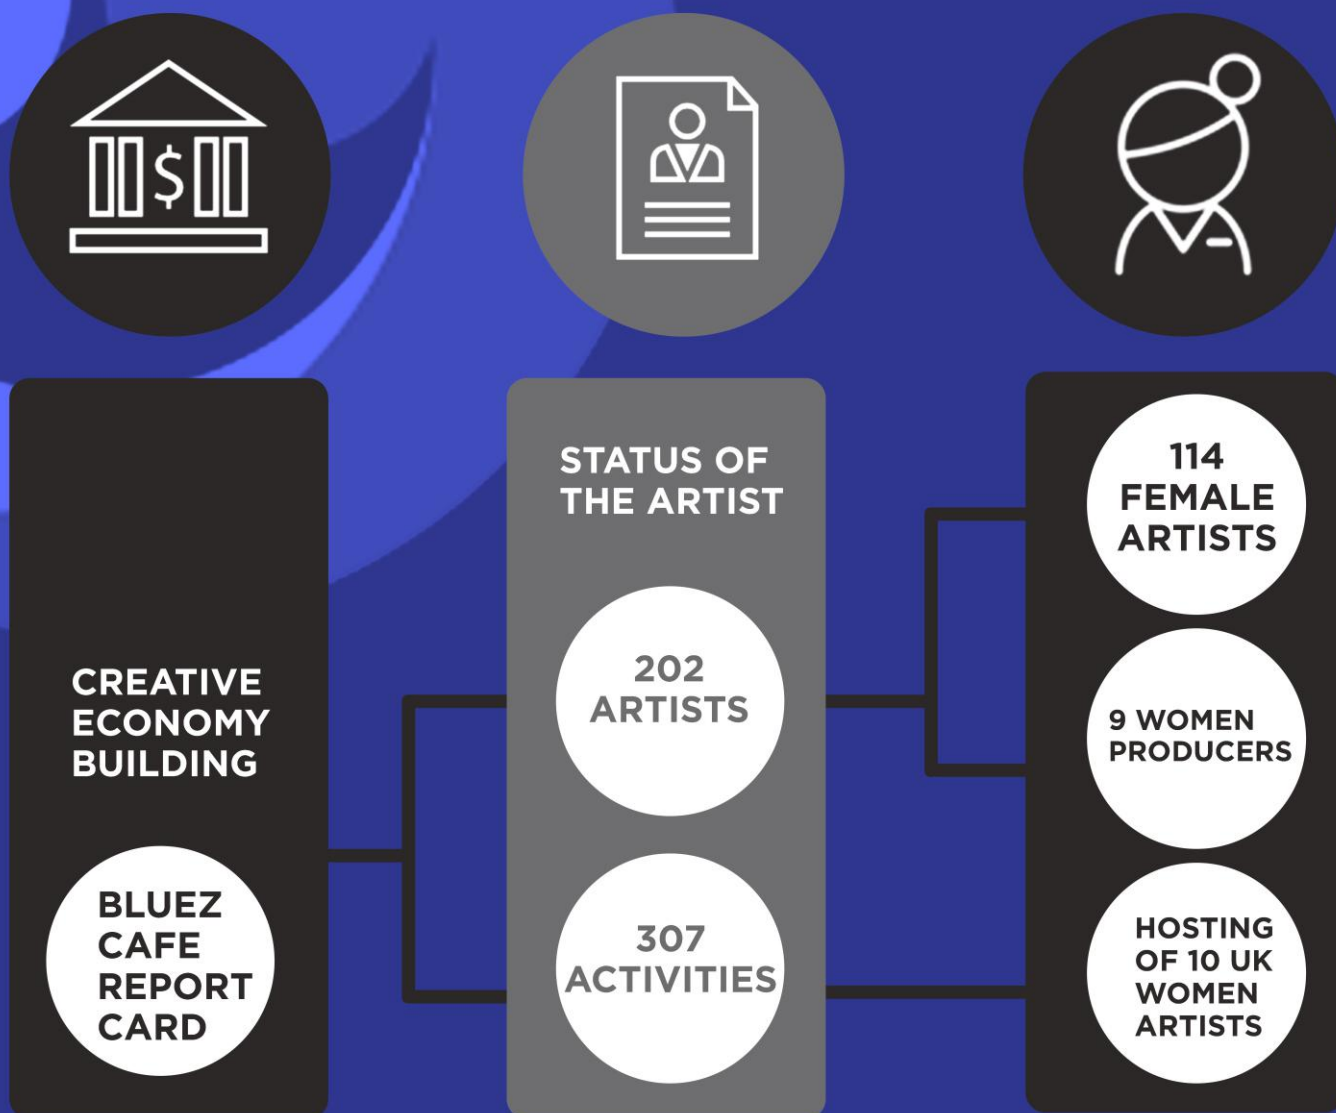 $
CREATIVE
ECONOMY
BUILDING
BLUEZ
CAFE
REPORT
CARD
STATUS OF
THE ARTIST
202
ARTISTS
307
ACTIVITIES
114
FEMALE
ARTISTS
9 WOMEN
PRODUCERS
HOSTING
OF 10 UK
WOMEN
ARTISTS